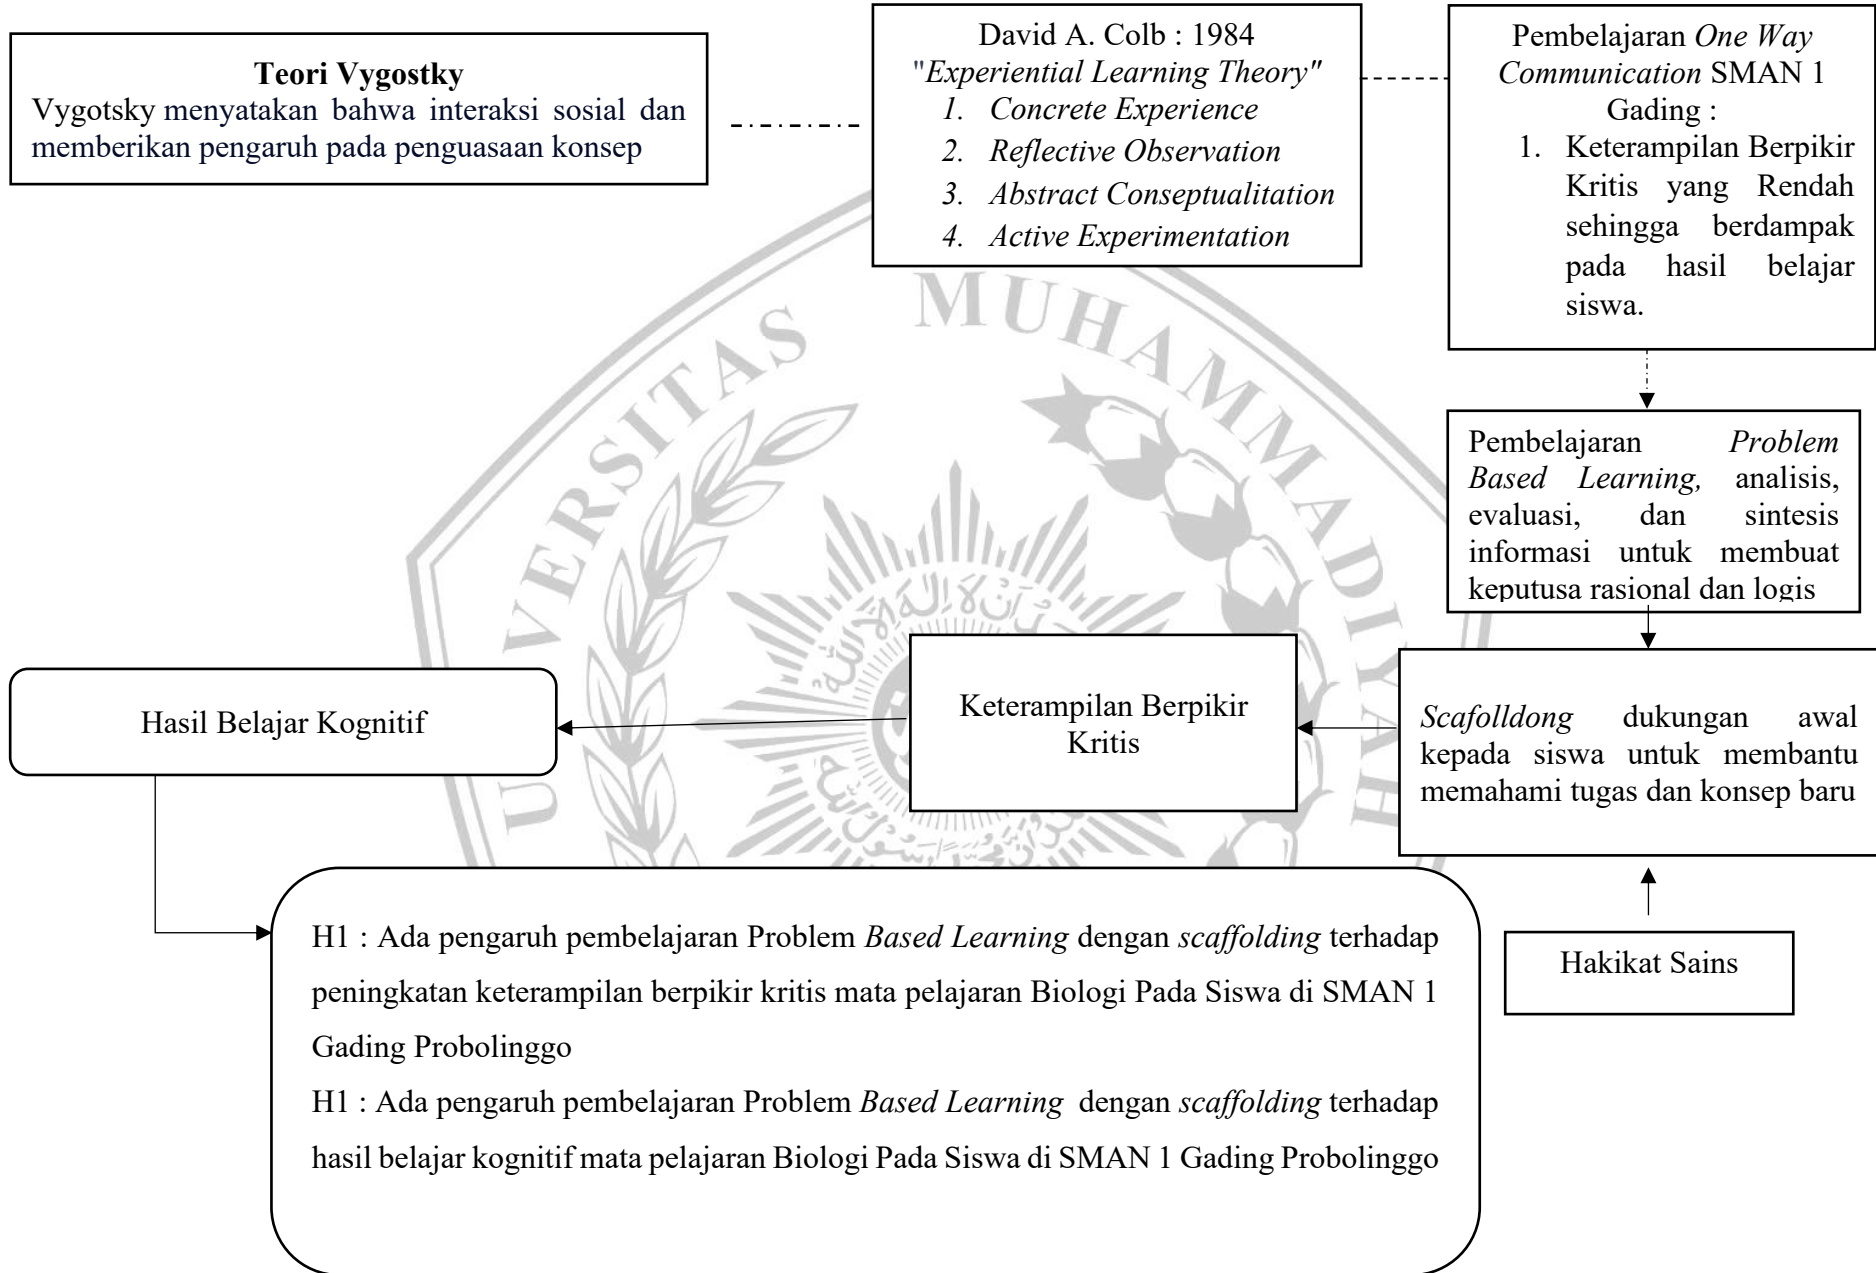 Teori Vygostky
Vygotsky menyatakan bahwa interaksi sosial dan
memberikan pengaruh pada penguasaan konsep
David A. Colb : 1984
"Experiential Learning Theory"
1. Concrete Experience
2. Reflective Observation
3. Abstract Conseptualitation
4. Active Experimentation
Pembelajaran One Way
Communication SMAN 1
Gading :
1. Keterampilan Berpikir
Kritis yang Rendah
sehingga berdampak
pada hasil belajar
siswa.
Pembelajaran Problem
Based Learning, analisis,
evaluasi, dan sintesis
informasi untuk membuat
keputusa rasional dan logis
Scafolldong dukungan awal
kepada siswa untuk membantu
memahami tugas dan konsep baru
Keterampilan Berpikir
Kritis
Hasil Belajar Kognitif
Hakikat Sains
H1 : Ada pengaruh pembelajaran Problem Based Learning dengan scaffolding terhadap
peningkatan keterampilan berpikir kritis mata pelajaran Biologi Pada Siswa di SMAN 1
Gading Probolinggo
H1 : Ada pengaruh pembelajaran Problem Based Learning dengan scaffolding terhadap
hasil belajar kognitif mata pelajaran Biologi Pada Siswa di SMAN 1 Gading Probolinggo
MUHAMMADIYAH